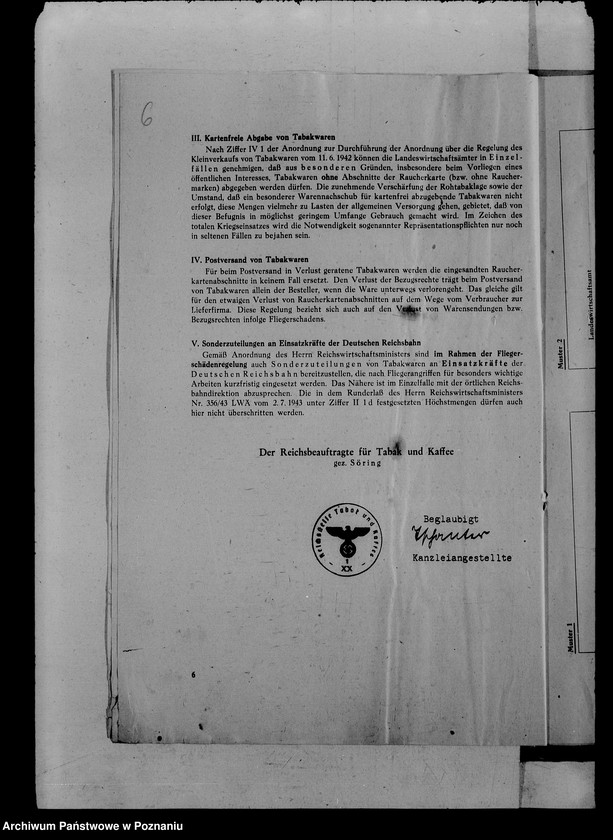 6
III. Kartenfreie Abgabe von Tabakwaren
Nach Ziffer IV 1 der Anordnung zur Durchführung der Anordnung über die Regelung des
Kleinverkaufs von Tabakwaren vom 11. 6. 1942 können die Landeswirtschaftsämter in Einzel-
fällen genehmigen, daß aus besonderen Gründen, insbesondere beim Vorliegen eines
öffentlichen Interesses, Tabakwaren ohne Abschnitte der Raucherkarte (bzw. ohne Raucher-
marken) abgegeben werden dürfen. Die zunehmende Verschärfung der Rohtabaklage sowie der
Umstand, daß ein besonderer Warennachschub für kartenfrei abzugebende Tabakwaren nicht
erfolgt, diese Mengen vielmehr zu Lasten der allgemeinen Versorgung gehen, gebietet, daß von
dieser Befugnis in möglichst geringem Umfange Gebrauch gemacht wird. Im Zeichen des
totalen Kriegseinsatzes wird die Notwendigkeit sogenannter Repräsentationspflichten nur noch
in seltenen Fällen zu bejahen sein.
IV. Postversand von Tabakwaren
Für beim Postversand in Verlust geratene Tabakwaren werden die eingesandten Raucher-
kartenabschnitte in keinem Fall ersetzt. Den Verlust der Bezugsrechte trägt beim Postversand
von Tabakwaren allein der Besteller, wenn die Ware unterwegs verlorengeht. Das gleiche gilt
für den etwaigen Verlust von Raucherkartenabschnitten auf dem Wege vom Verbraucher zur
Lieferfirma. Diese Regelung bezieht sich auch auf den Verlust von Warensendungen bzw.
Bezugsrechten infolge Fliegerschadens.
V. Sonderzuteilungen an Einsatzkräfte der Deutschen Reichsbahn
Gemäß Anordnung des Herrn Reichswirtschaftsministers sind im Rahmen der Flieger-
schädenregelung auch Sonderzuteilungen von Tabakwaren an Einsatzkräfte der
Deutschen Reichsbahn bereitzustellen, die nach Fliegerangriffen für besonders wichtige
Arbeiten kurzfristig eingesetzt werden. Das Nähere ist im Einzelfalle mit der örtlichen Reichs-
bahndirektion abzusprechen. Die in dem Runderlaß des Herrn Reichswirtschaftsministers
Nr. 356/43 LWA vom 2. 7. 1943 unter Ziffer II 1 d festgesetzten Höchstmengen dürfen auch
hier nicht überschritten werden.
Der Reichsbeauftragte für Tabak und Kaffee
gez. Söring
Reichsstelle Tabak und Kaffee
1
XX
Beglaubigt
Kanzleiangestellte
6
Muster 2
Landeswirtschaftsamt
Muster 1
Archiwum Państwowe w Poznaniu